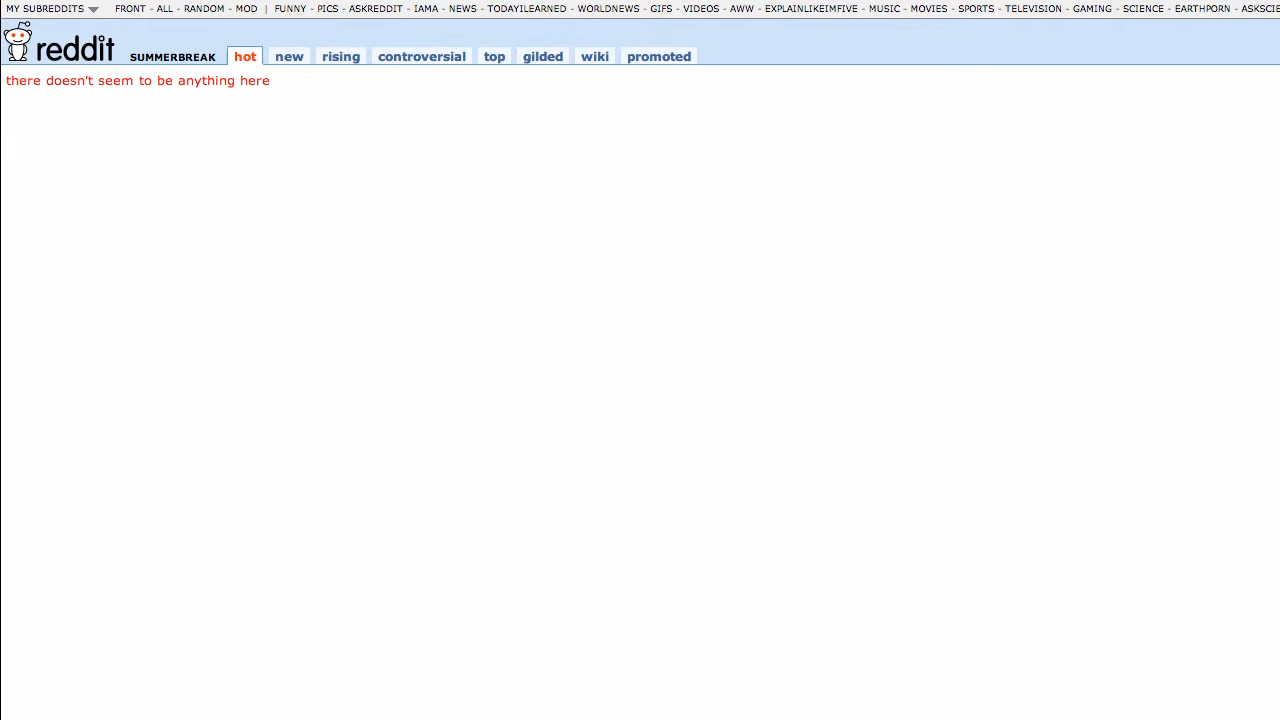 MY SUBREDDITS FRONT - ALL - RANDOM - MOD | FUNNY - PICS - ASKREDDIT - IAMA - NEWS - TODAYILEARNED - WORLDNEWS - GIFS - VIDEOS - AWW - EXPLAINLIKEIMFIVE - MUSIC - MOVIES - SPORTS - TELEVISION - GAMING - SCIENCE - EARTHPORN - ASKSCIE
reddit SUMMERBREAK hot new rising controversial top gilded wiki promoted
there doesn't seem to be anything here